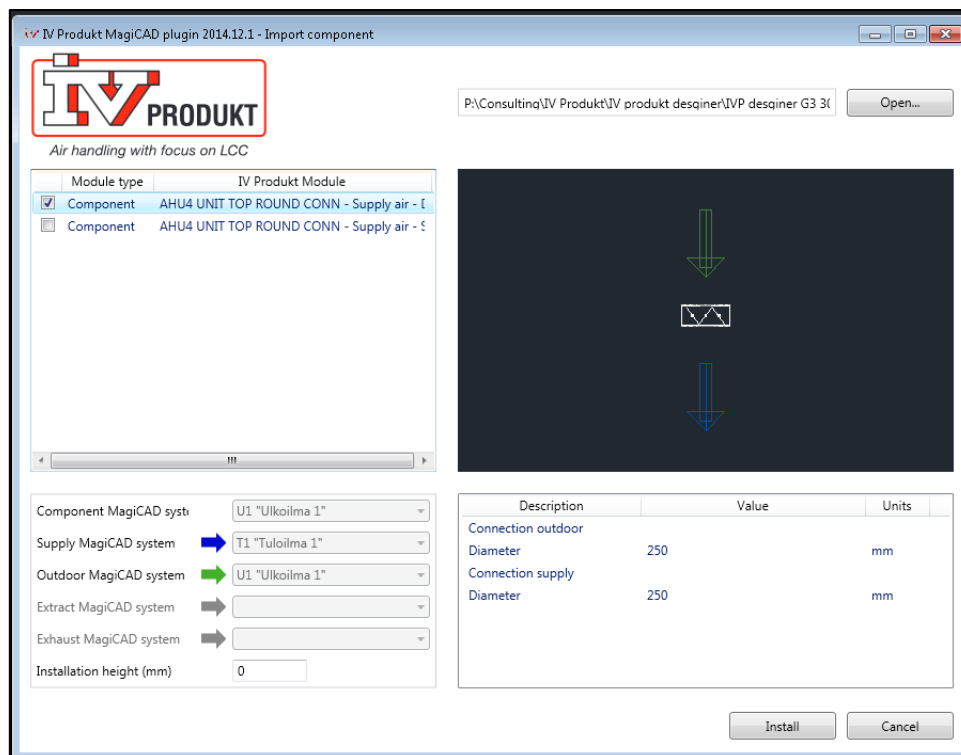 IV Produkt MagiCAD plugin 2014.12.1 - Import component
IV PRODUKT
Air handling with focus on LCC
P:\Consulting\IV Produkt\IV produkt desginer\IVP desginer G3 3(
Open...
Module type IV Produkt Module
Component AHU4 UNIT TOP ROUND CONN - Supply air - D
Component AHU4 UNIT TOP ROUND CONN - Supply air - S
Component MagiCAD syste
U1 "Ulkoilma 1"
Supply MagiCAD system
T1 "Tuloilma 1"
Outdoor MagiCAD system
U1 "Ulkoilma 1"
Extract MagiCAD system
Exhaust MagiCAD system
Installation height (mm)
0
Description Value Units
Connection outdoor
Diameter 250 mm
Connection supply
Diameter 250 mm
Install
Cancel